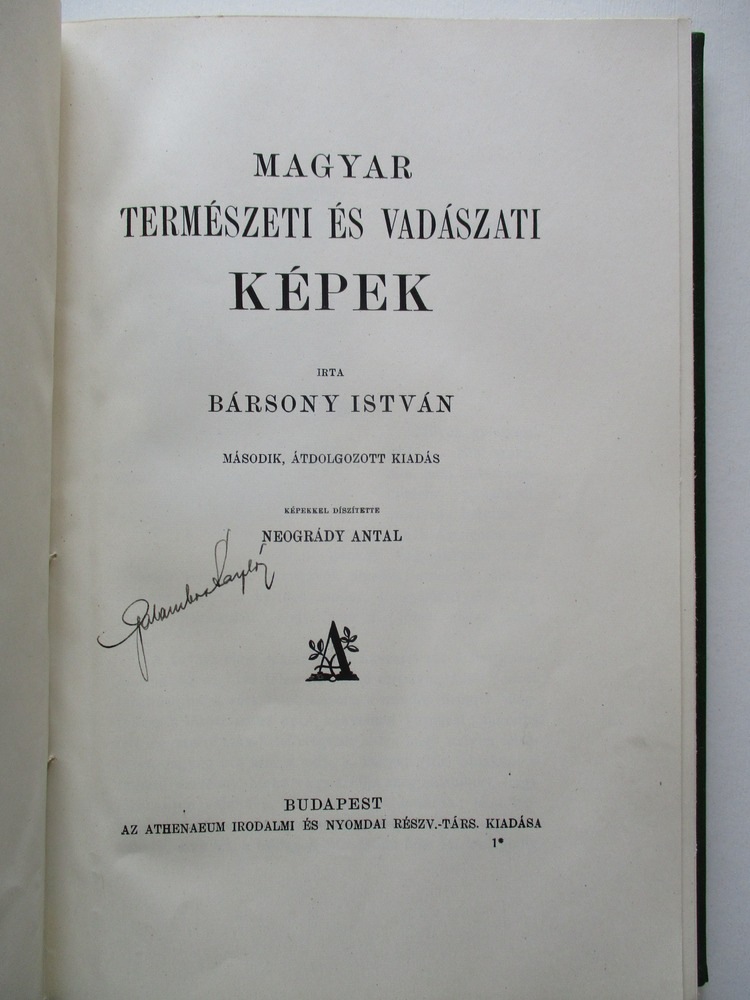 MAGYAR
TERMÉSZETI ÉS VADÁSZATI
KÉPEK
IRTA
BÁRSONY ISTVÁN
MÁSODIK, ÁTDOLGOZOTT KIADÁS
KÉPEKKEL DÍSZÍTETTE
NEOGRÁDY ANTAL
A
BUDAPEST
AZ ATHENAEUM IRODALMI ÉS NYOMDAI RÉSZV.-TÁRS. KIADÁSA
1*